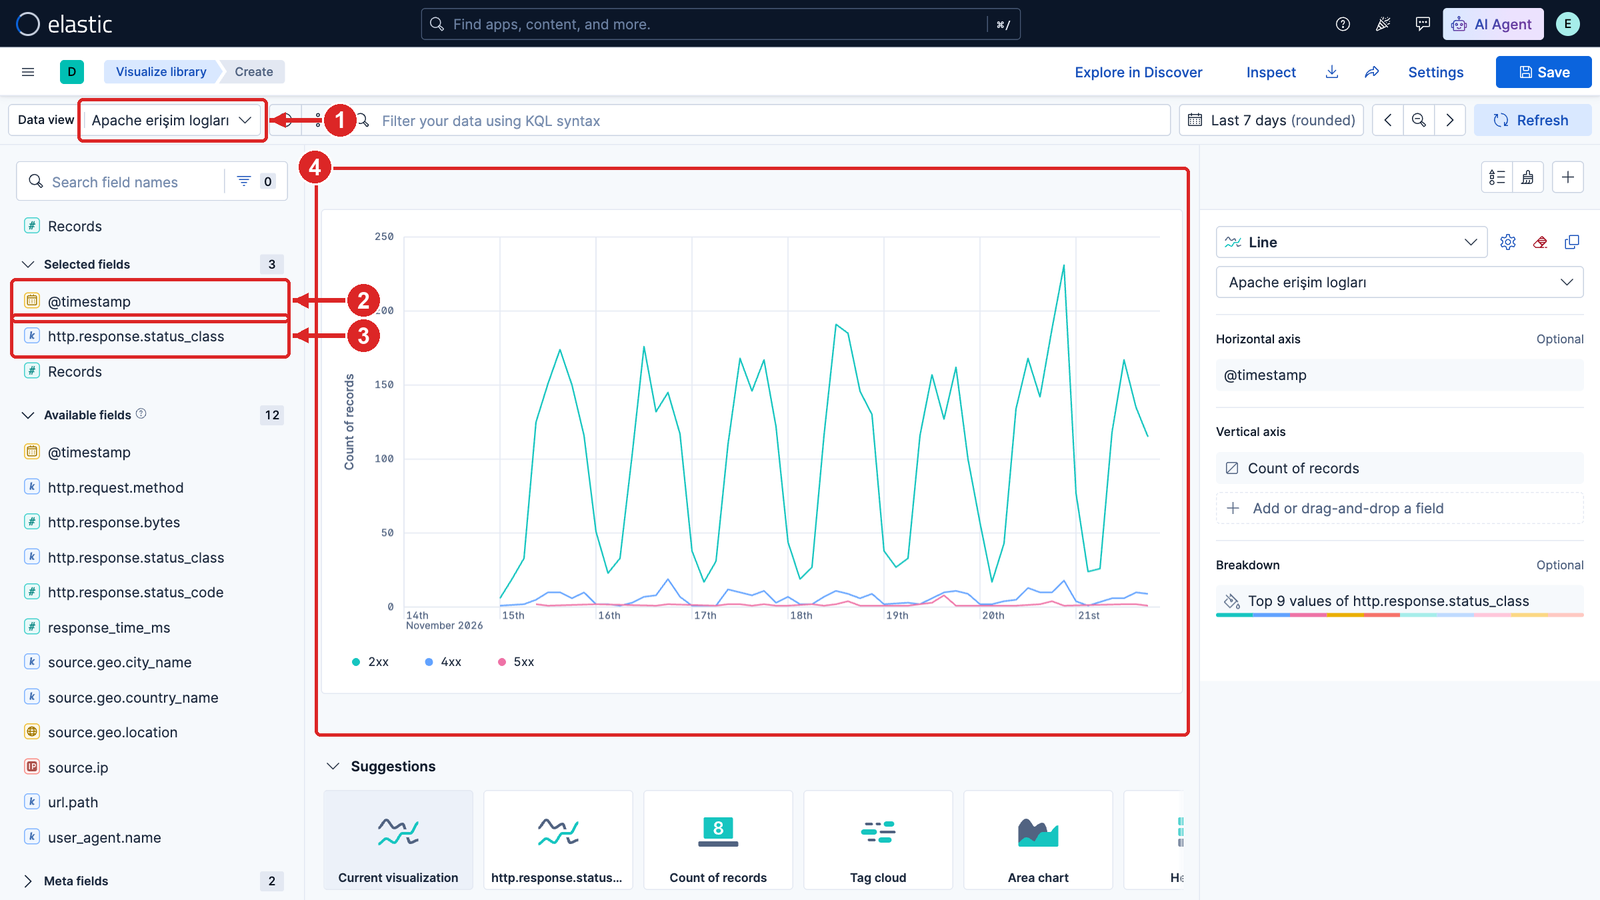 elastic
Find apps, content, and more.
⌘/
AI Agent
E
D
Visualize library
Create
Explore in Discover
Inspect
Settings
Save
Data view
Apache erişim logları
1
Filter your data using KQL syntax
Last 7 days (rounded)
Refresh
Search field names
0
Records
Selected fields
3
@timestamp
2
http.response.status_class
3
Records
Available fields
12
@timestamp
http.request.method
http.response.bytes
http.response.status_class
http.response.status_code
response_time_ms
source.geo.city_name
source.geo.country_name
source.geo.location
source.ip
url.path
user_agent.name
Meta fields
2
4
Count of records
250
200
150
100
50
0
14th
November 2026
15th
16th
17th
18th
19th
20th
21st
2xx
4xx
5xx
Suggestions
Current visualization
http.response.status...
8
Count of records
Tag cloud
Area chart
Line
Apache erişim logları
Horizontal axis
Optional
@timestamp
Vertical axis
Count of records
Add or drag-and-drop a field
Breakdown
Optional
Top 9 values of http.response.status_class